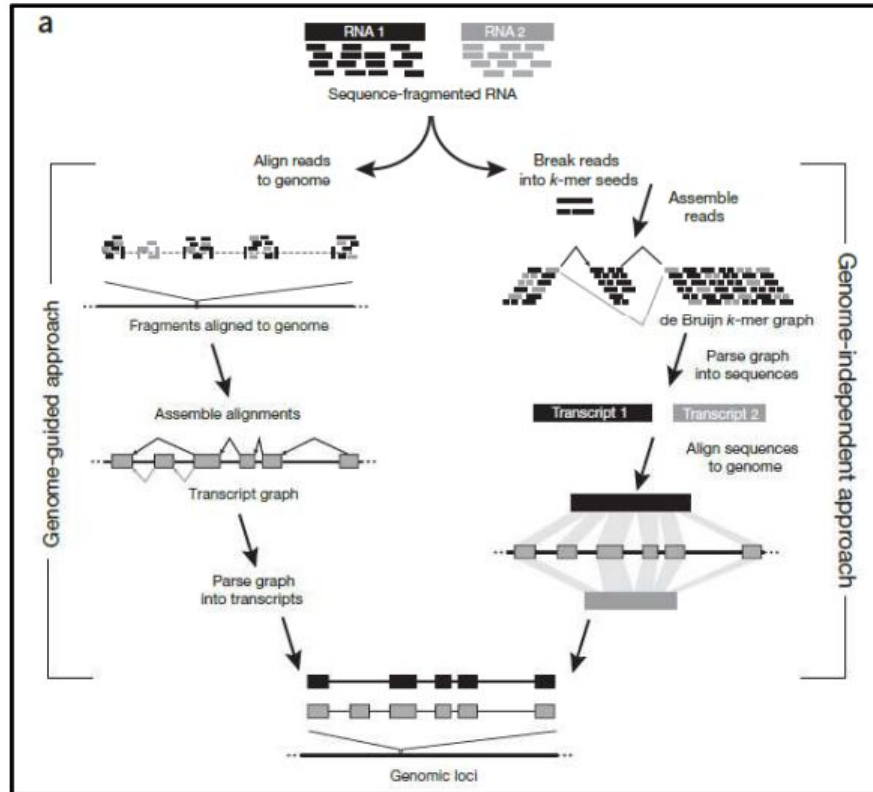 a
RNA 1
RNA 2
Sequence-fragmented RNA
Align reads
to genome
Break reads
into k-mer seeds
Assemble
reads
Fragments aligned to genome
de Bruijn k-mer graph
Genome-guided approach
Genome-independent approach
Assemble alignments
Parse graph
into sequences
Transcript 1
Transcript 2
Align sequences
to genome
Transcript graph
Parse graph
into transcripts
Genomic loci